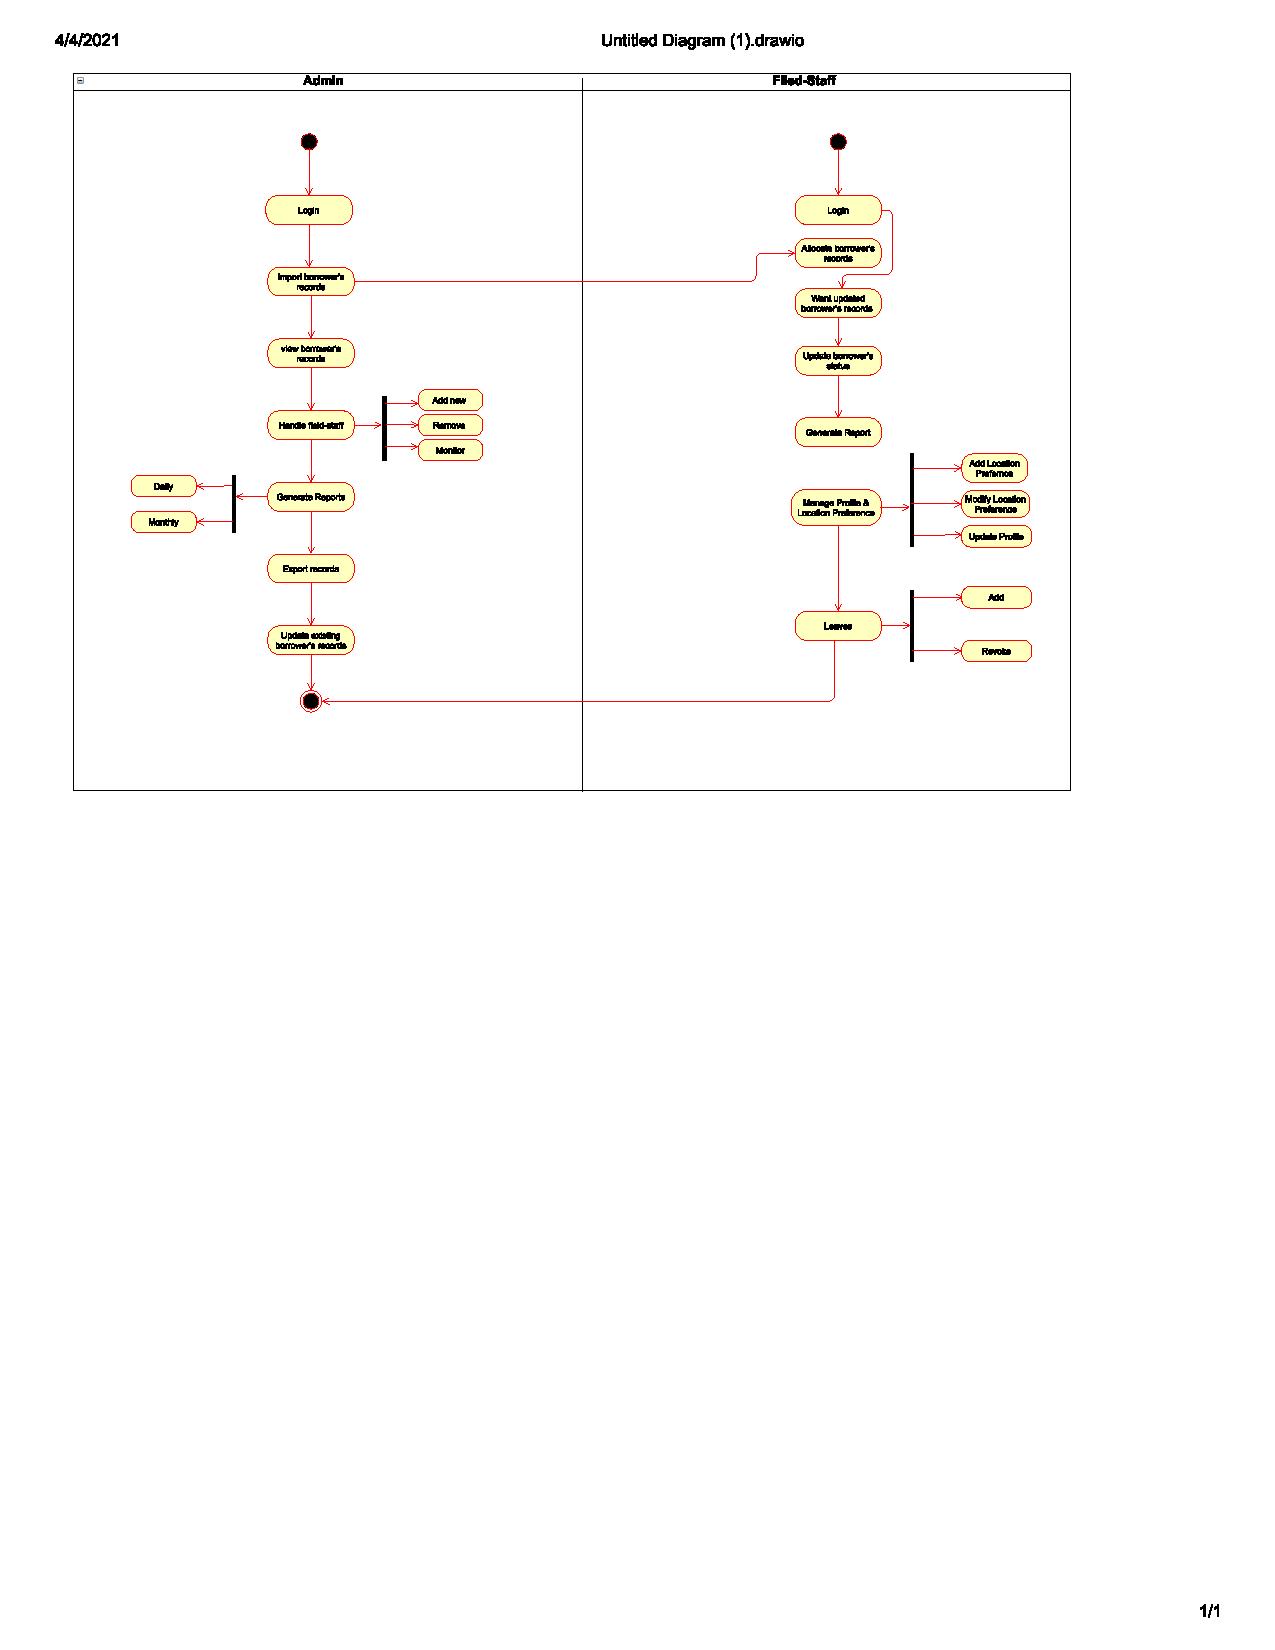 4/4/2021
Untitled Diagram (1).drawio
Admin
Filed-Staff
Login
Import borrower's
records
view borrower's
records
Handle field-staff
Add new
Remove
Monitor
Generate Reports
Daily
Monthly
Export records
Update existing
borrower's records
Login
Allocate borrower's
records
Want updated
borrower's records
Update borrower's
status
Generate Report
Manage Profile &
Location Preference
Add Location
Prefernce
Modify Location
Preference
Update Profile
Leaves
Add
Revoke
1/1